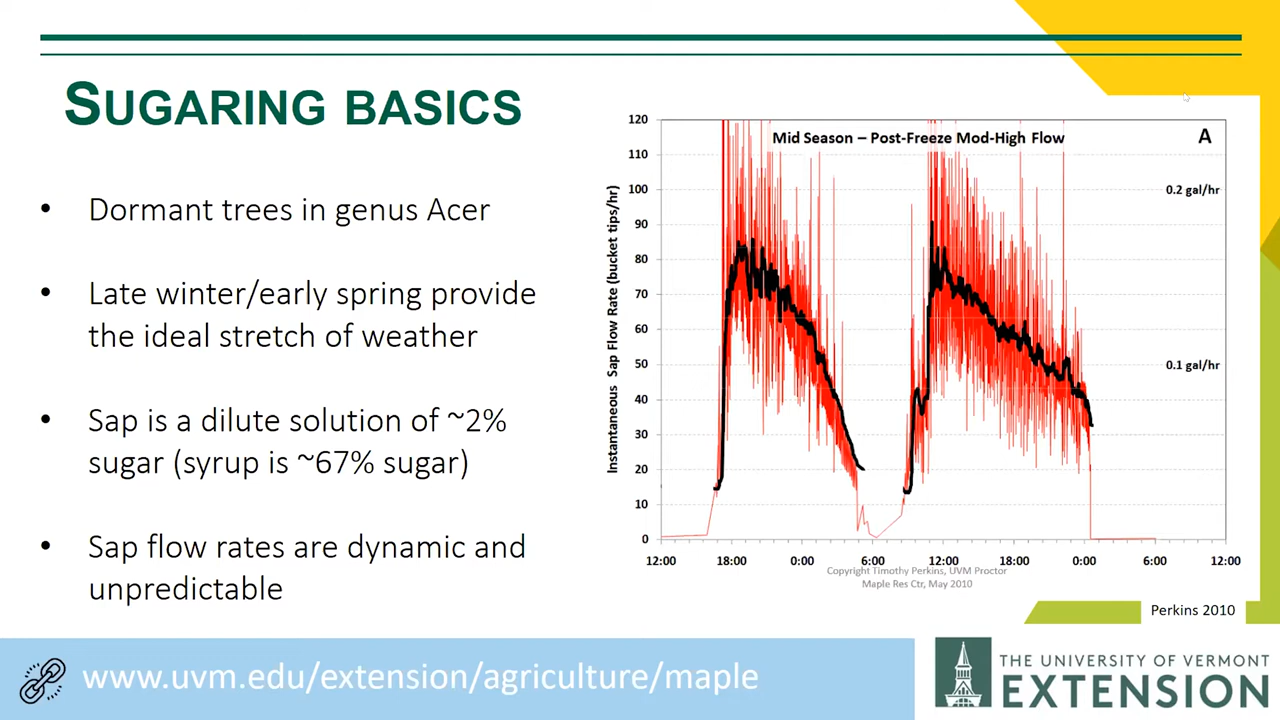 SUGARING BASICS
• Dormant trees in genus Acer
• Late winter/early spring provide
the ideal stretch of weather
• Sap is a dilute solution of ~2%
sugar (syrup is ~67% sugar)
• Sap flow rates are dynamic and
unpredictable
Mid Season – Post-Freeze Mod-High Flow
A
Instantaneous Sap Flow Rate (bucket tips/hr)
120
110
100
90
80
70
60
50
40
30
20
10
0
0.2 gal/hr
0.1 gal/hr
12:00 18:00 0:00 6:00 12:00 18:00 0:00 6:00 12:00
Copyright Timothy Perkins, UVM Proctor
Maple Res Ctr, May 2010
Perkins 2010
www.uvm.edu/extension/agriculture/maple
THE UNIVERSITY OF VERMONT
EXTENSION